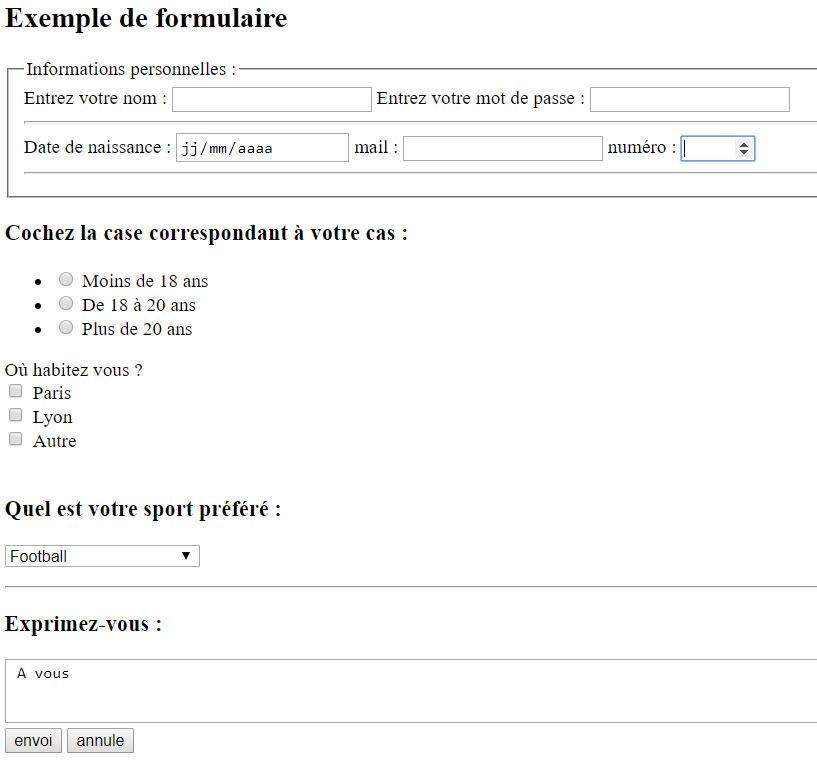 Exemple de formulaire
Informations personnelles :
Entrez votre nom : Entrez votre mot de passe :
Date de naissance : jj/mm/aaaa mail : numéro :
Cochez la case correspondant à votre cas :
Moins de 18 ans
De 18 à 20 ans
Plus de 20 ans
Où habitez vous ?
Paris
Lyon
Autre
Quel est votre sport préféré :
Football
Exprimez-vous :
A vous
envoi annule